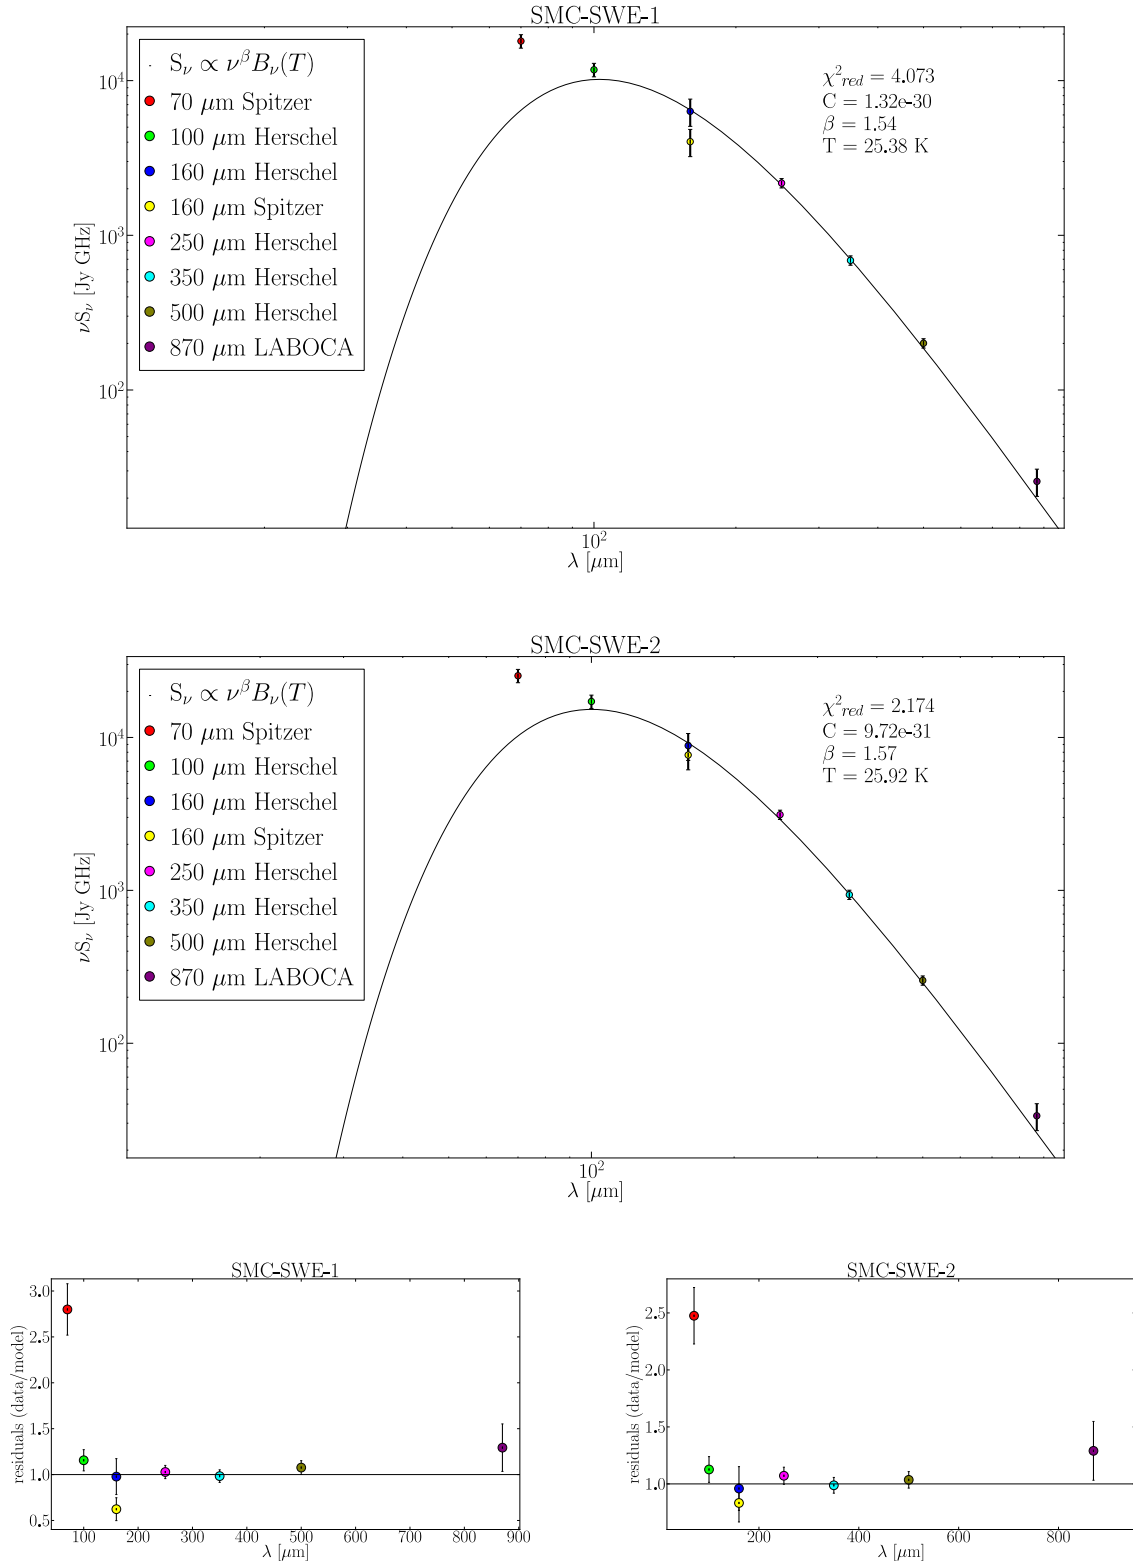 SMC-SWE-1
S_ν ∝ ν^β B_ν(T)
70 μm Spitzer
100 μm Herschel
160 μm Herschel
160 μm Spitzer
250 μm Herschel
350 μm Herschel
500 μm Herschel
870 μm LABOCA
χ²_red = 4.073
C = 1.32e-30
β = 1.54
T = 25.38 K
10^4
10^3
10^2
νS_ν [Jy GHz]
10^2
λ [μm]
SMC-SWE-2
S_ν ∝ ν^β B_ν(T)
70 μm Spitzer
100 μm Herschel
160 μm Herschel
160 μm Spitzer
250 μm Herschel
350 μm Herschel
500 μm Herschel
870 μm LABOCA
χ²_red = 2.174
C = 9.72e-31
β = 1.57
T = 25.92 K
10^4
10^3
10^2
νS_ν [Jy GHz]
10^2
λ [μm]
SMC-SWE-1
3.0
2.5
2.0
1.5
1.0
0.5
residuals (data/model)
100 200 300 400 500 600 700 800 900
λ [μm]
SMC-SWE-2
2.5
2.0
1.5
1.0
residuals (data/model)
200 400 600 800
λ [μm]